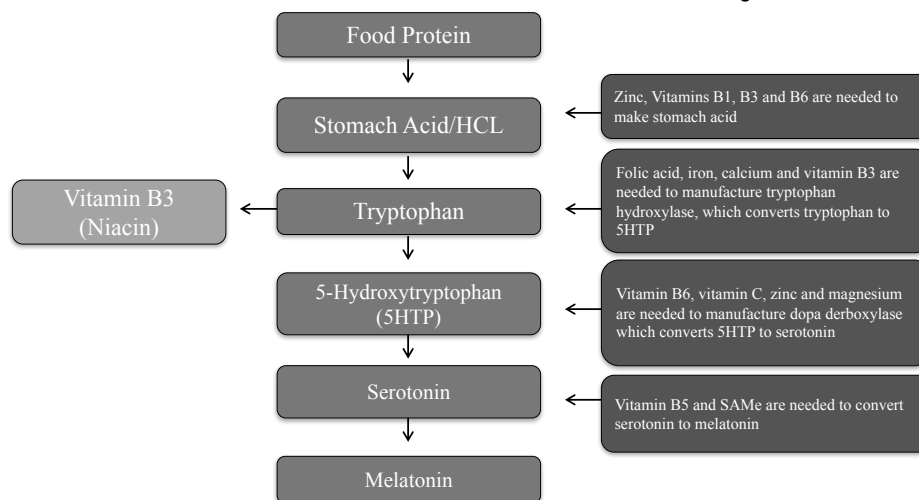 Food Protein
Stomach Acid/HCL
Zinc, Vitamins B1, B3 and B6 are needed to
make stomach acid
Vitamin B3
(Niacin)
Tryptophan
Folic acid, iron, calcium and vitamin B3 are
needed to manufacture tryptophan
hydroxylase, which converts tryptophan to
5HTP
5-Hydroxytryptophan
(5HTP)
Vitamin B6, vitamin C, zinc and magnesium
are needed to manufacture dopa derboxylase
which converts 5HTP to serotonin
Serotonin
Vitamin B5 and SAMe are needed to convert
serotonin to melatonin
Melatonin